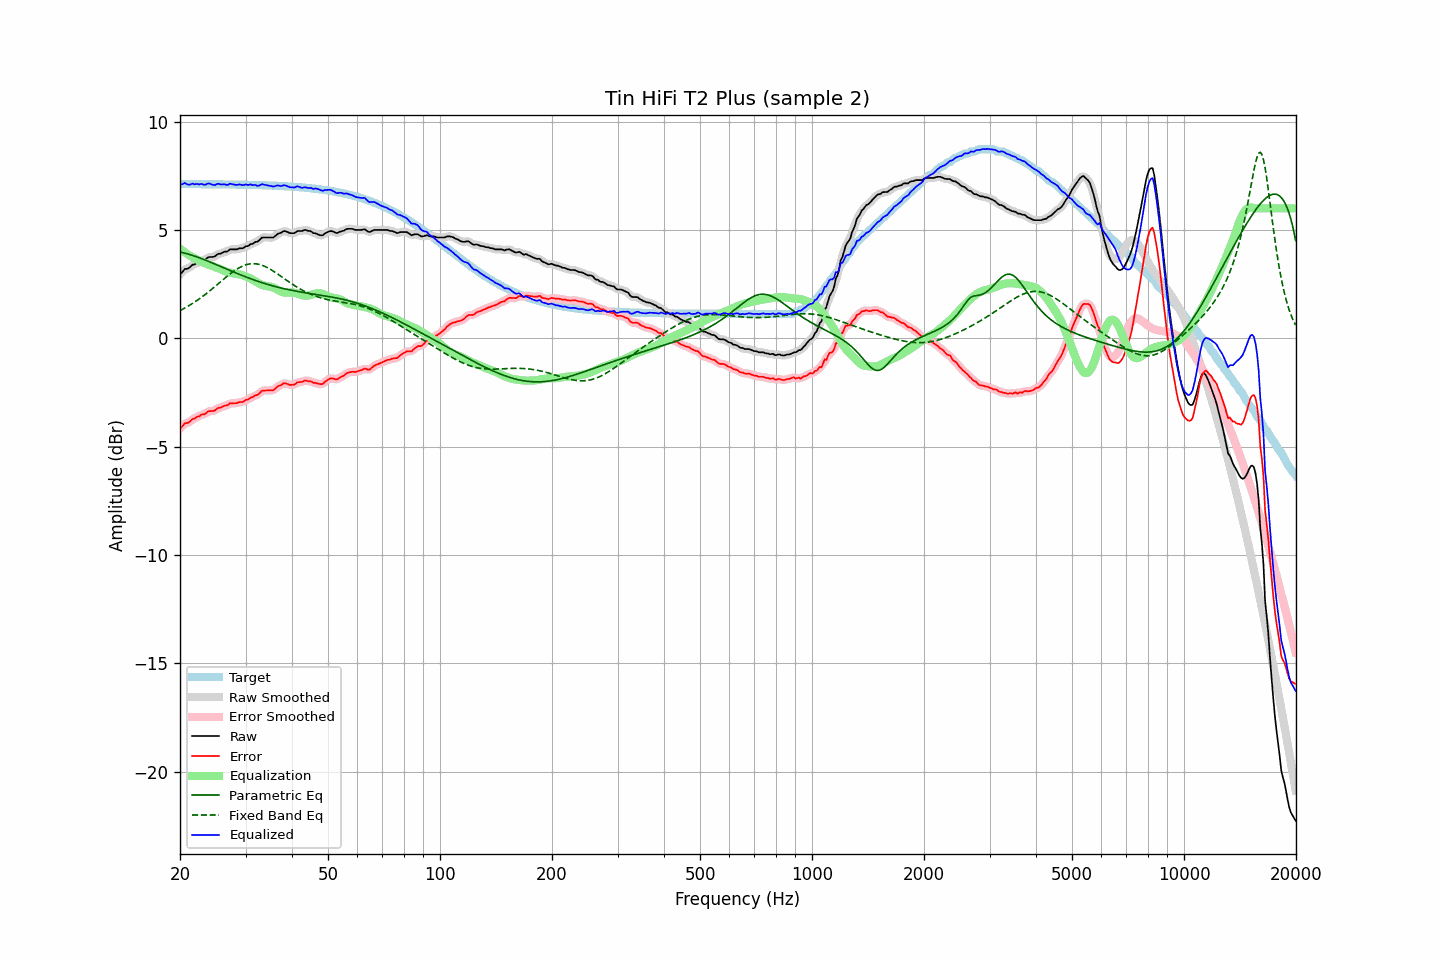 Tin HiFi T2 Plus (sample 2)
10
5
0
−5
−10
−15
−20
Amplitude (dBr)
Target
Raw Smoothed
Error Smoothed
Raw
Error
Equalization
Parametric Eq
Fixed Band Eq
Equalized
20 50 100 200 500 1000 2000 5000 10000 20000
Frequency (Hz)